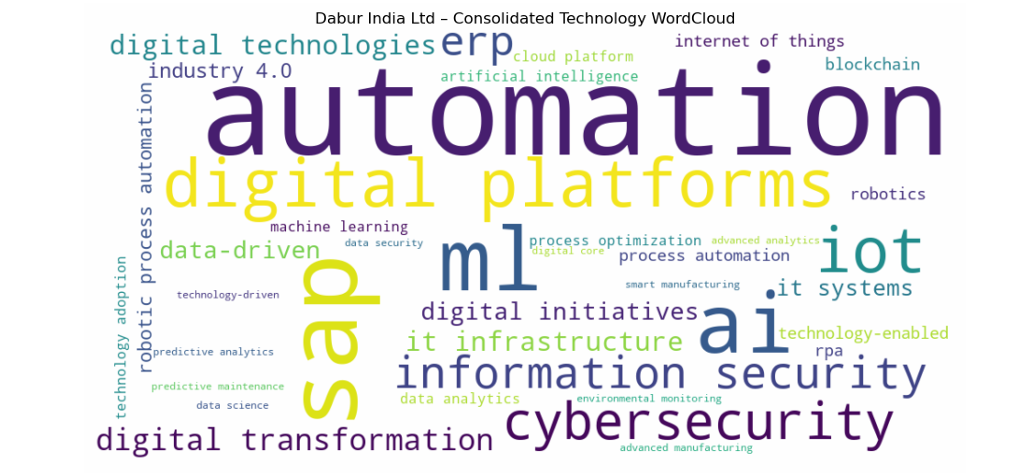 Dabur India Ltd – Consolidated Technology WordCloud
digital technologies
erp
internet of things
cloud platform
blockchain
industry 4.0
artificial intelligence
automation
robotic process automation
digital platforms
robotics
machine learning
data-driven
data security
ml
process optimization
advanced analytics
digital core
process automation
iot
technology adoption
sap
technology-driven
smart manufacturing
it systems
digital initiatives
ai
it infrastructure
technology-enabled
predictive analytics
rpa
information security
predictive maintenance
data analytics
environmental monitoring
data science
cybersecurity
digital transformation
advanced manufacturing